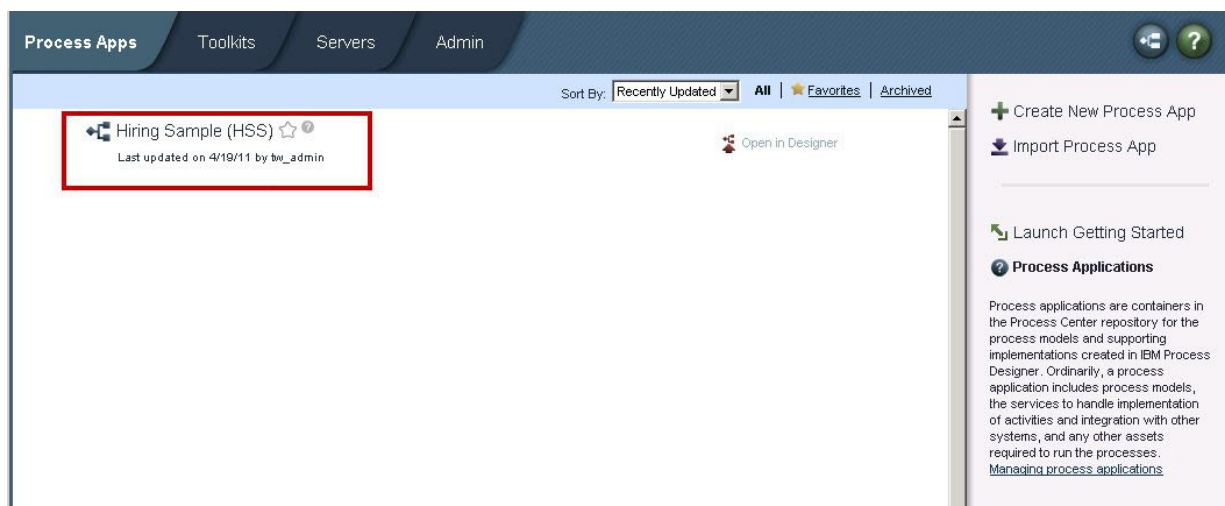 Process Apps Toolkits Servers Admin
Sort By: Recently Updated All | Favorites | Archived
Hiring Sample (HSS)
Last updated on 4/19/11 by tw_admin
Open in Designer
Create New Process App
Import Process App
Launch Getting Started
Process Applications
Process applications are containers in
the Process Center repository for the
process models and supporting
implementations created in IBM Process
Designer. Ordinarily, a process
application includes process models,
the services to handle implementation
of activities and integration with other
systems, and any other assets
required to run the processes.
Managing process applications